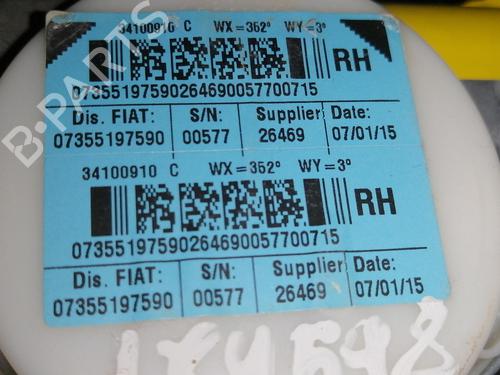 34100910 C WX=352° WY=3°
RH
07355197590264690057700715
Dis. FIAT: S/N: Supplier Date:
07355197590 00577 26469 07/01/15
34100910 C WX=352° WY=3°
RH
07355197590264690057700715
Dis. FIAT: S/N: Supplier Date:
07355197590 00577 26469 07/01/15
B-PARTS